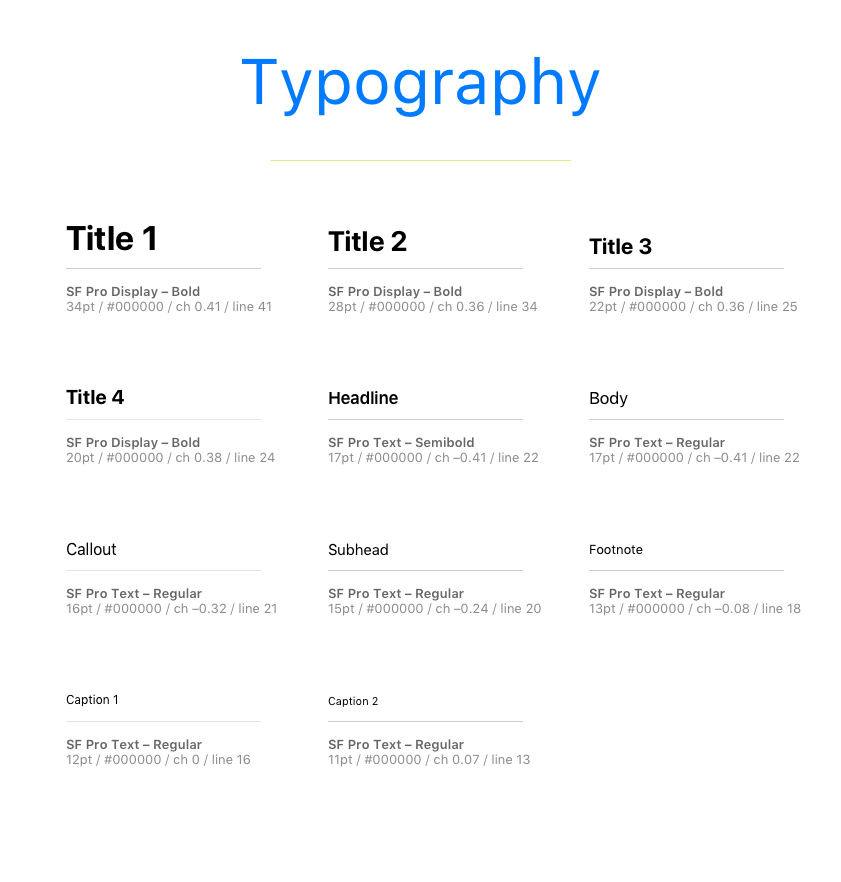 Typography
Title 1
SF Pro Display – Bold
34pt / #000000 / ch 0.41 / line 41
Title 2
SF Pro Display – Bold
28pt / #000000 / ch 0.36 / line 34
Title 3
SF Pro Display – Bold
22pt / #000000 / ch 0.36 / line 25
Title 4
SF Pro Display – Bold
20pt / #000000 / ch 0.38 / line 24
Headline
SF Pro Text – Semibold
17pt / #000000 / ch –0.41 / line 22
Body
SF Pro Text – Regular
17pt / #000000 / ch –0.41 / line 22
Callout
SF Pro Text – Regular
16pt / #000000 / ch –0.32 / line 21
Subhead
SF Pro Text – Regular
15pt / #000000 / ch –0.24 / line 20
Footnote
SF Pro Text – Regular
13pt / #000000 / ch –0.08 / line 18
Caption 1
SF Pro Text – Regular
12pt / #000000 / ch 0 / line 16
Caption 2
SF Pro Text – Regular
11pt / #000000 / ch 0.07 / line 13